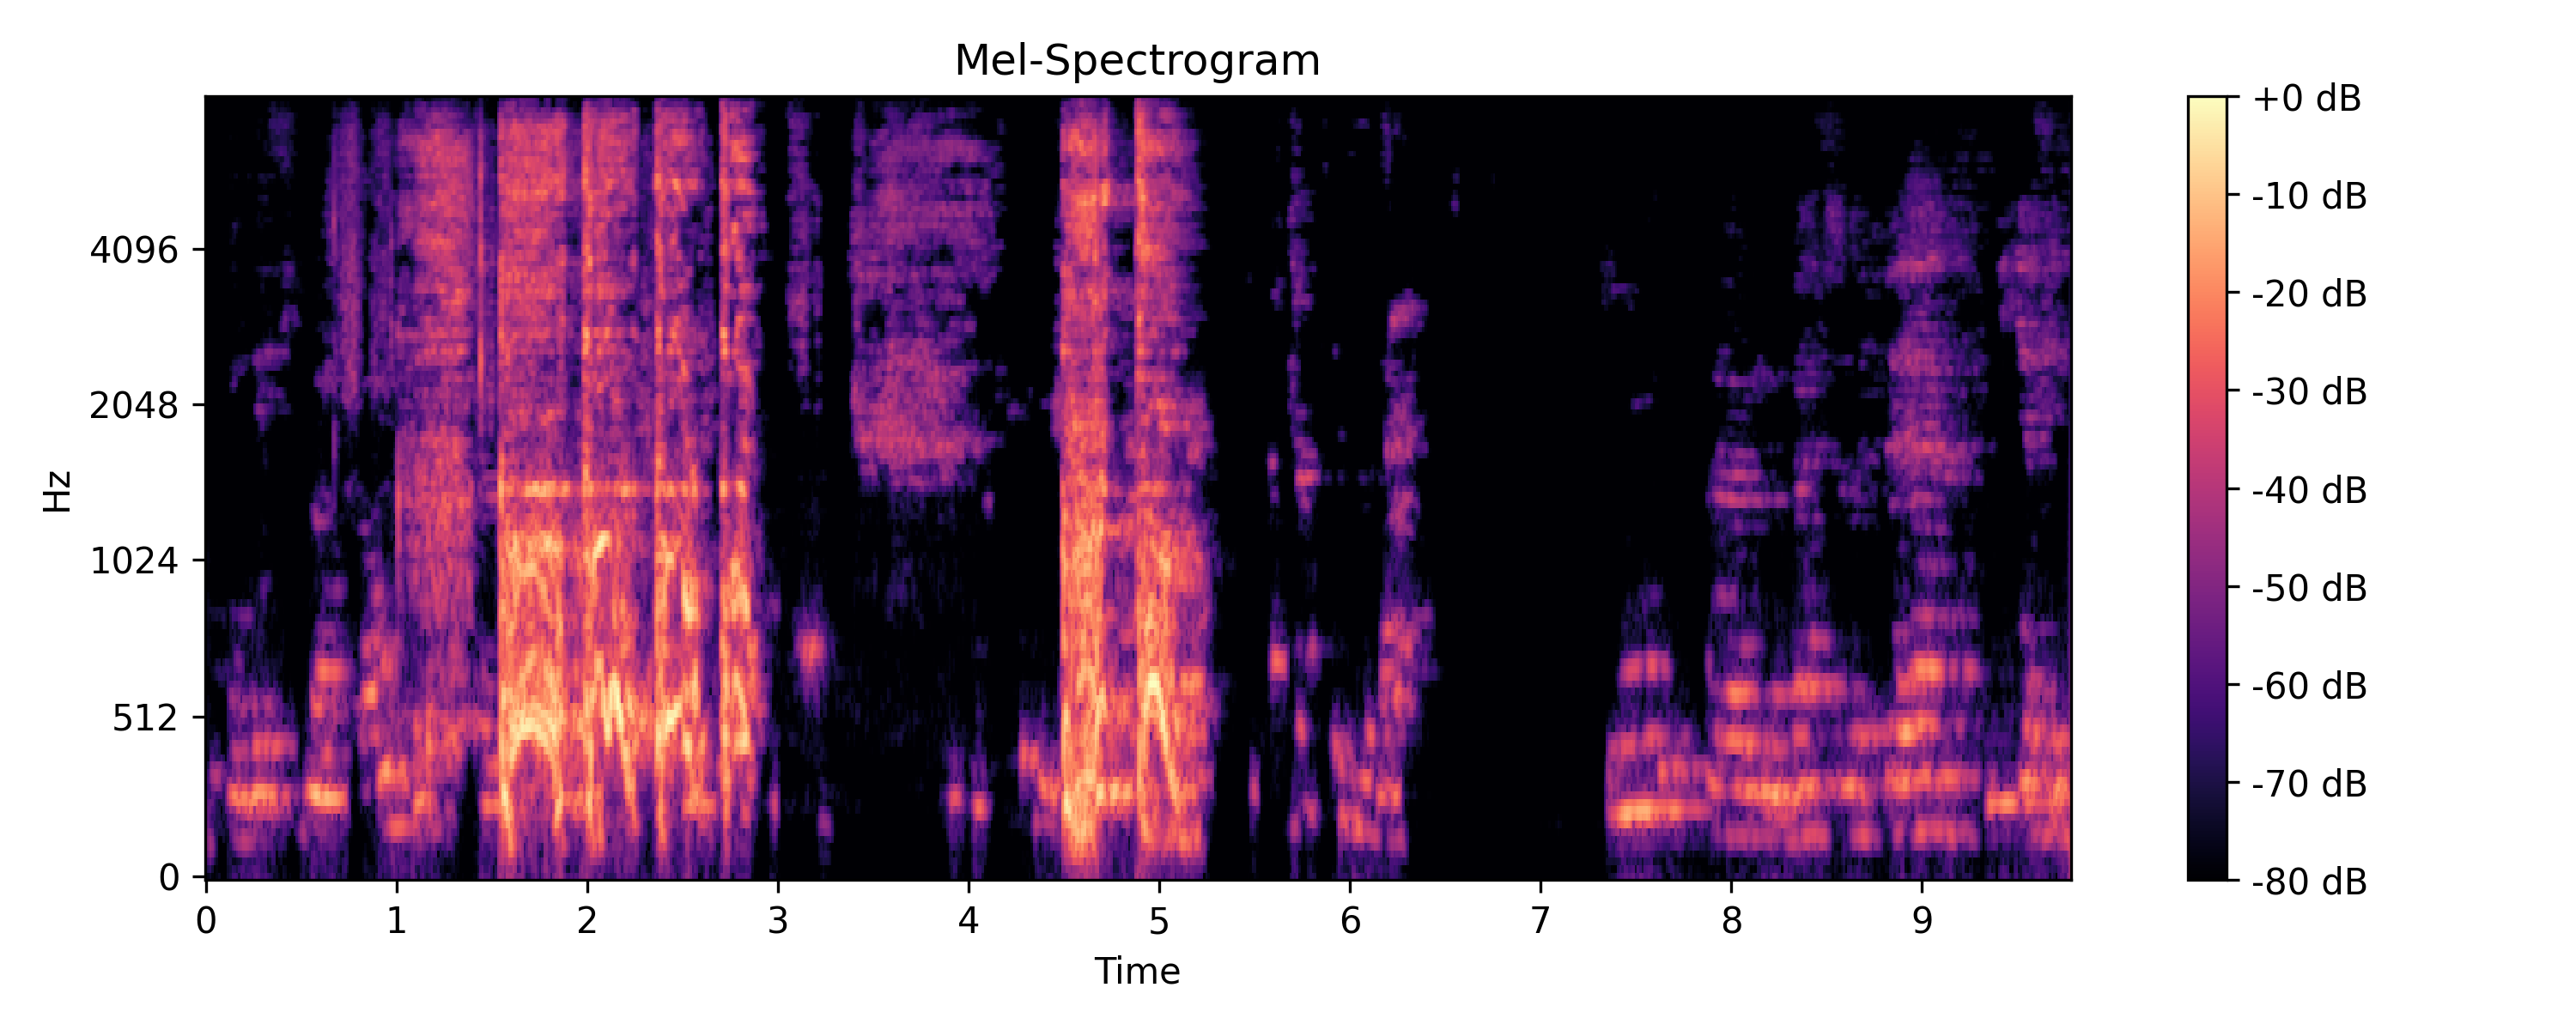 Mel-Spectrogram
+0 dB
-10 dB
-20 dB
-30 dB
-40 dB
-50 dB
-60 dB
-70 dB
-80 dB
Hz
4096
2048
1024
512
0
0 1 2 3 4 5 6 7 8 9
Time